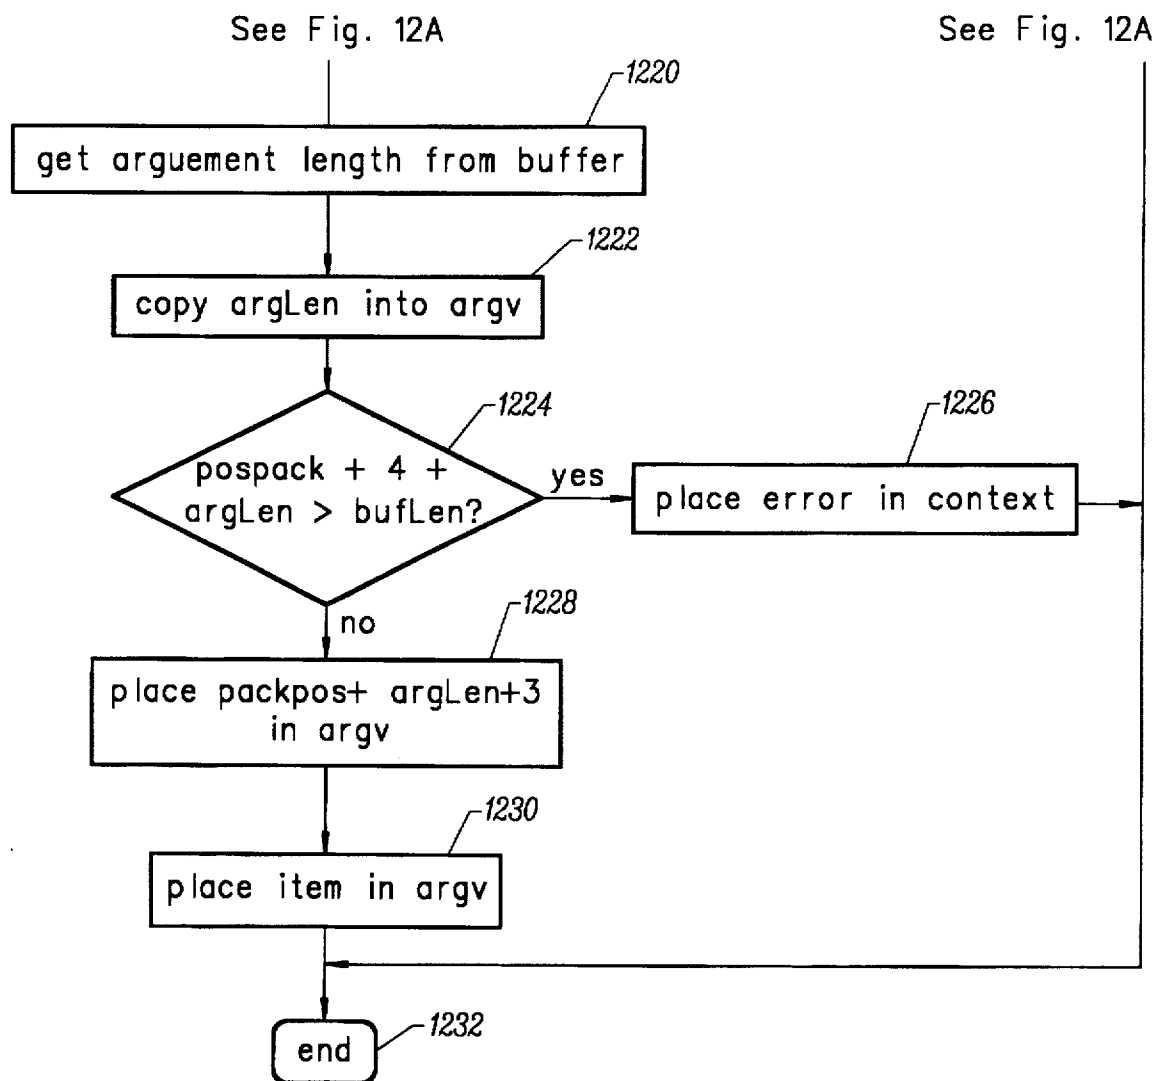 See Fig. 12A
See Fig. 12A
1220
get arguement length from buffer
1222
copy argLen into argv
1224
pospack + 4 +
argLen > bufLen?
yes
1226
place error in context
no
1228
place packpos+ argLen+3
in argv
1230
place item in argv
1232
end